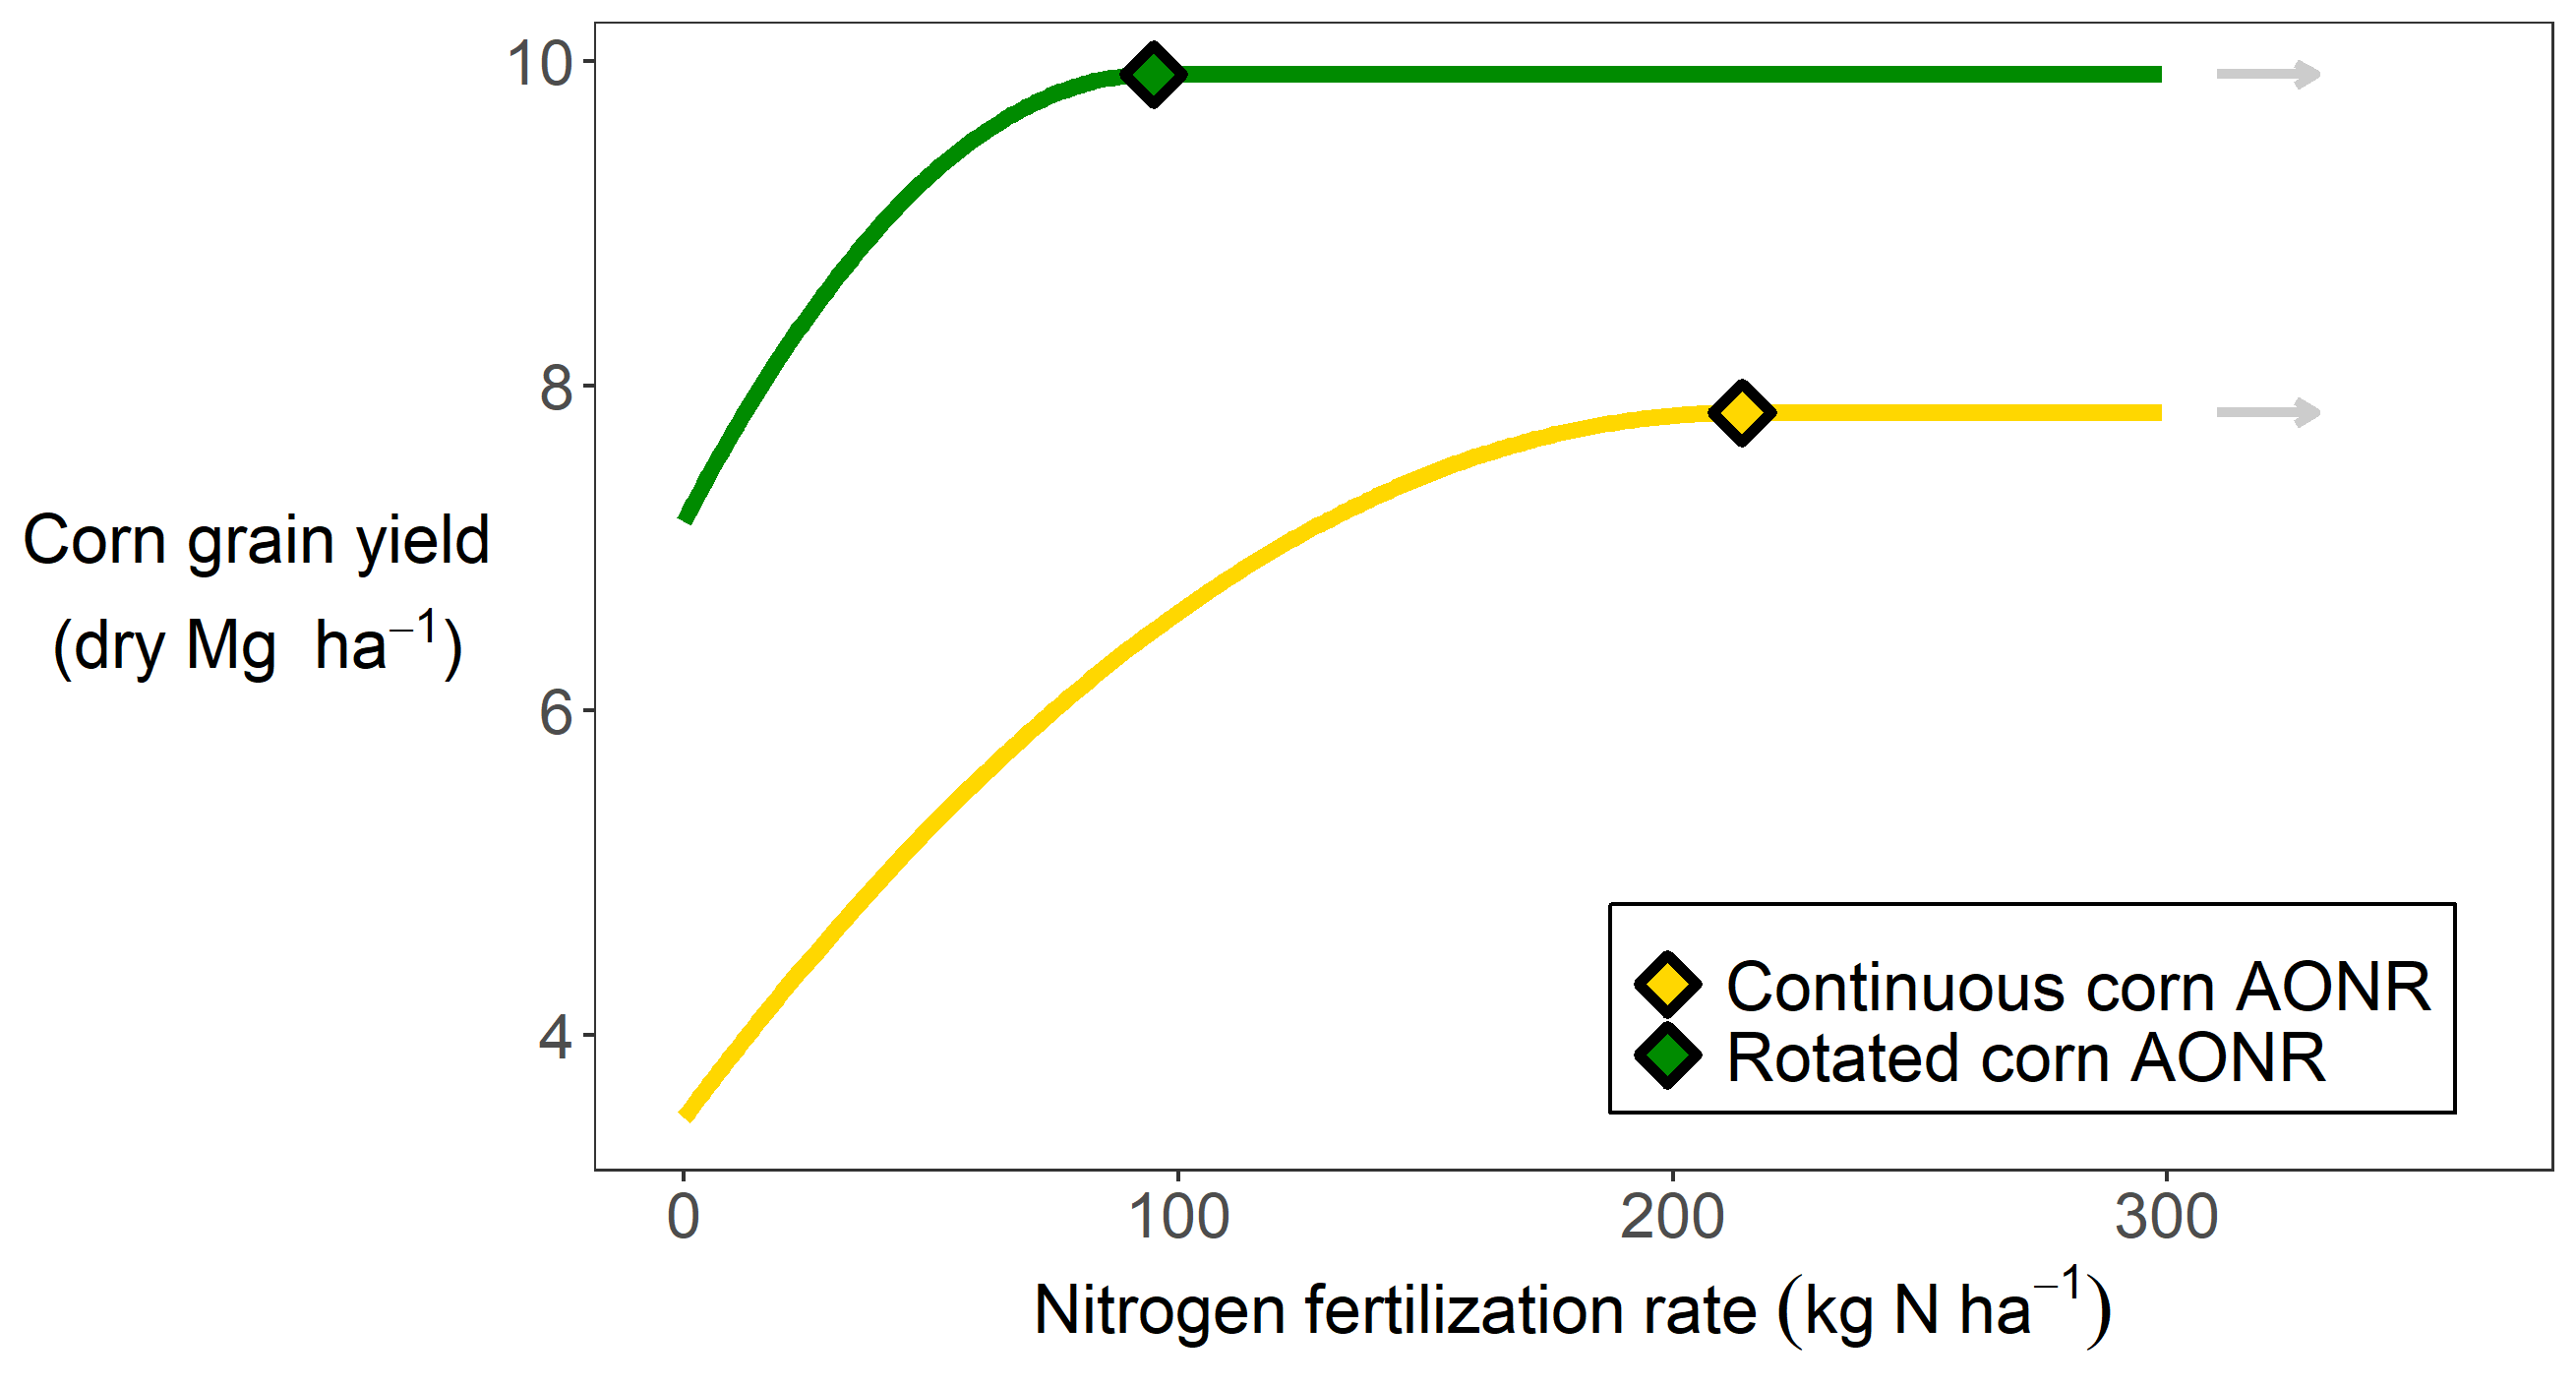 10
8
6
4
Corn grain yield
(dry Mg ha⁻¹)
0 100 200 300
Nitrogen fertilization rate (kg N ha⁻¹)
Continuous corn AONR
Rotated corn AONR